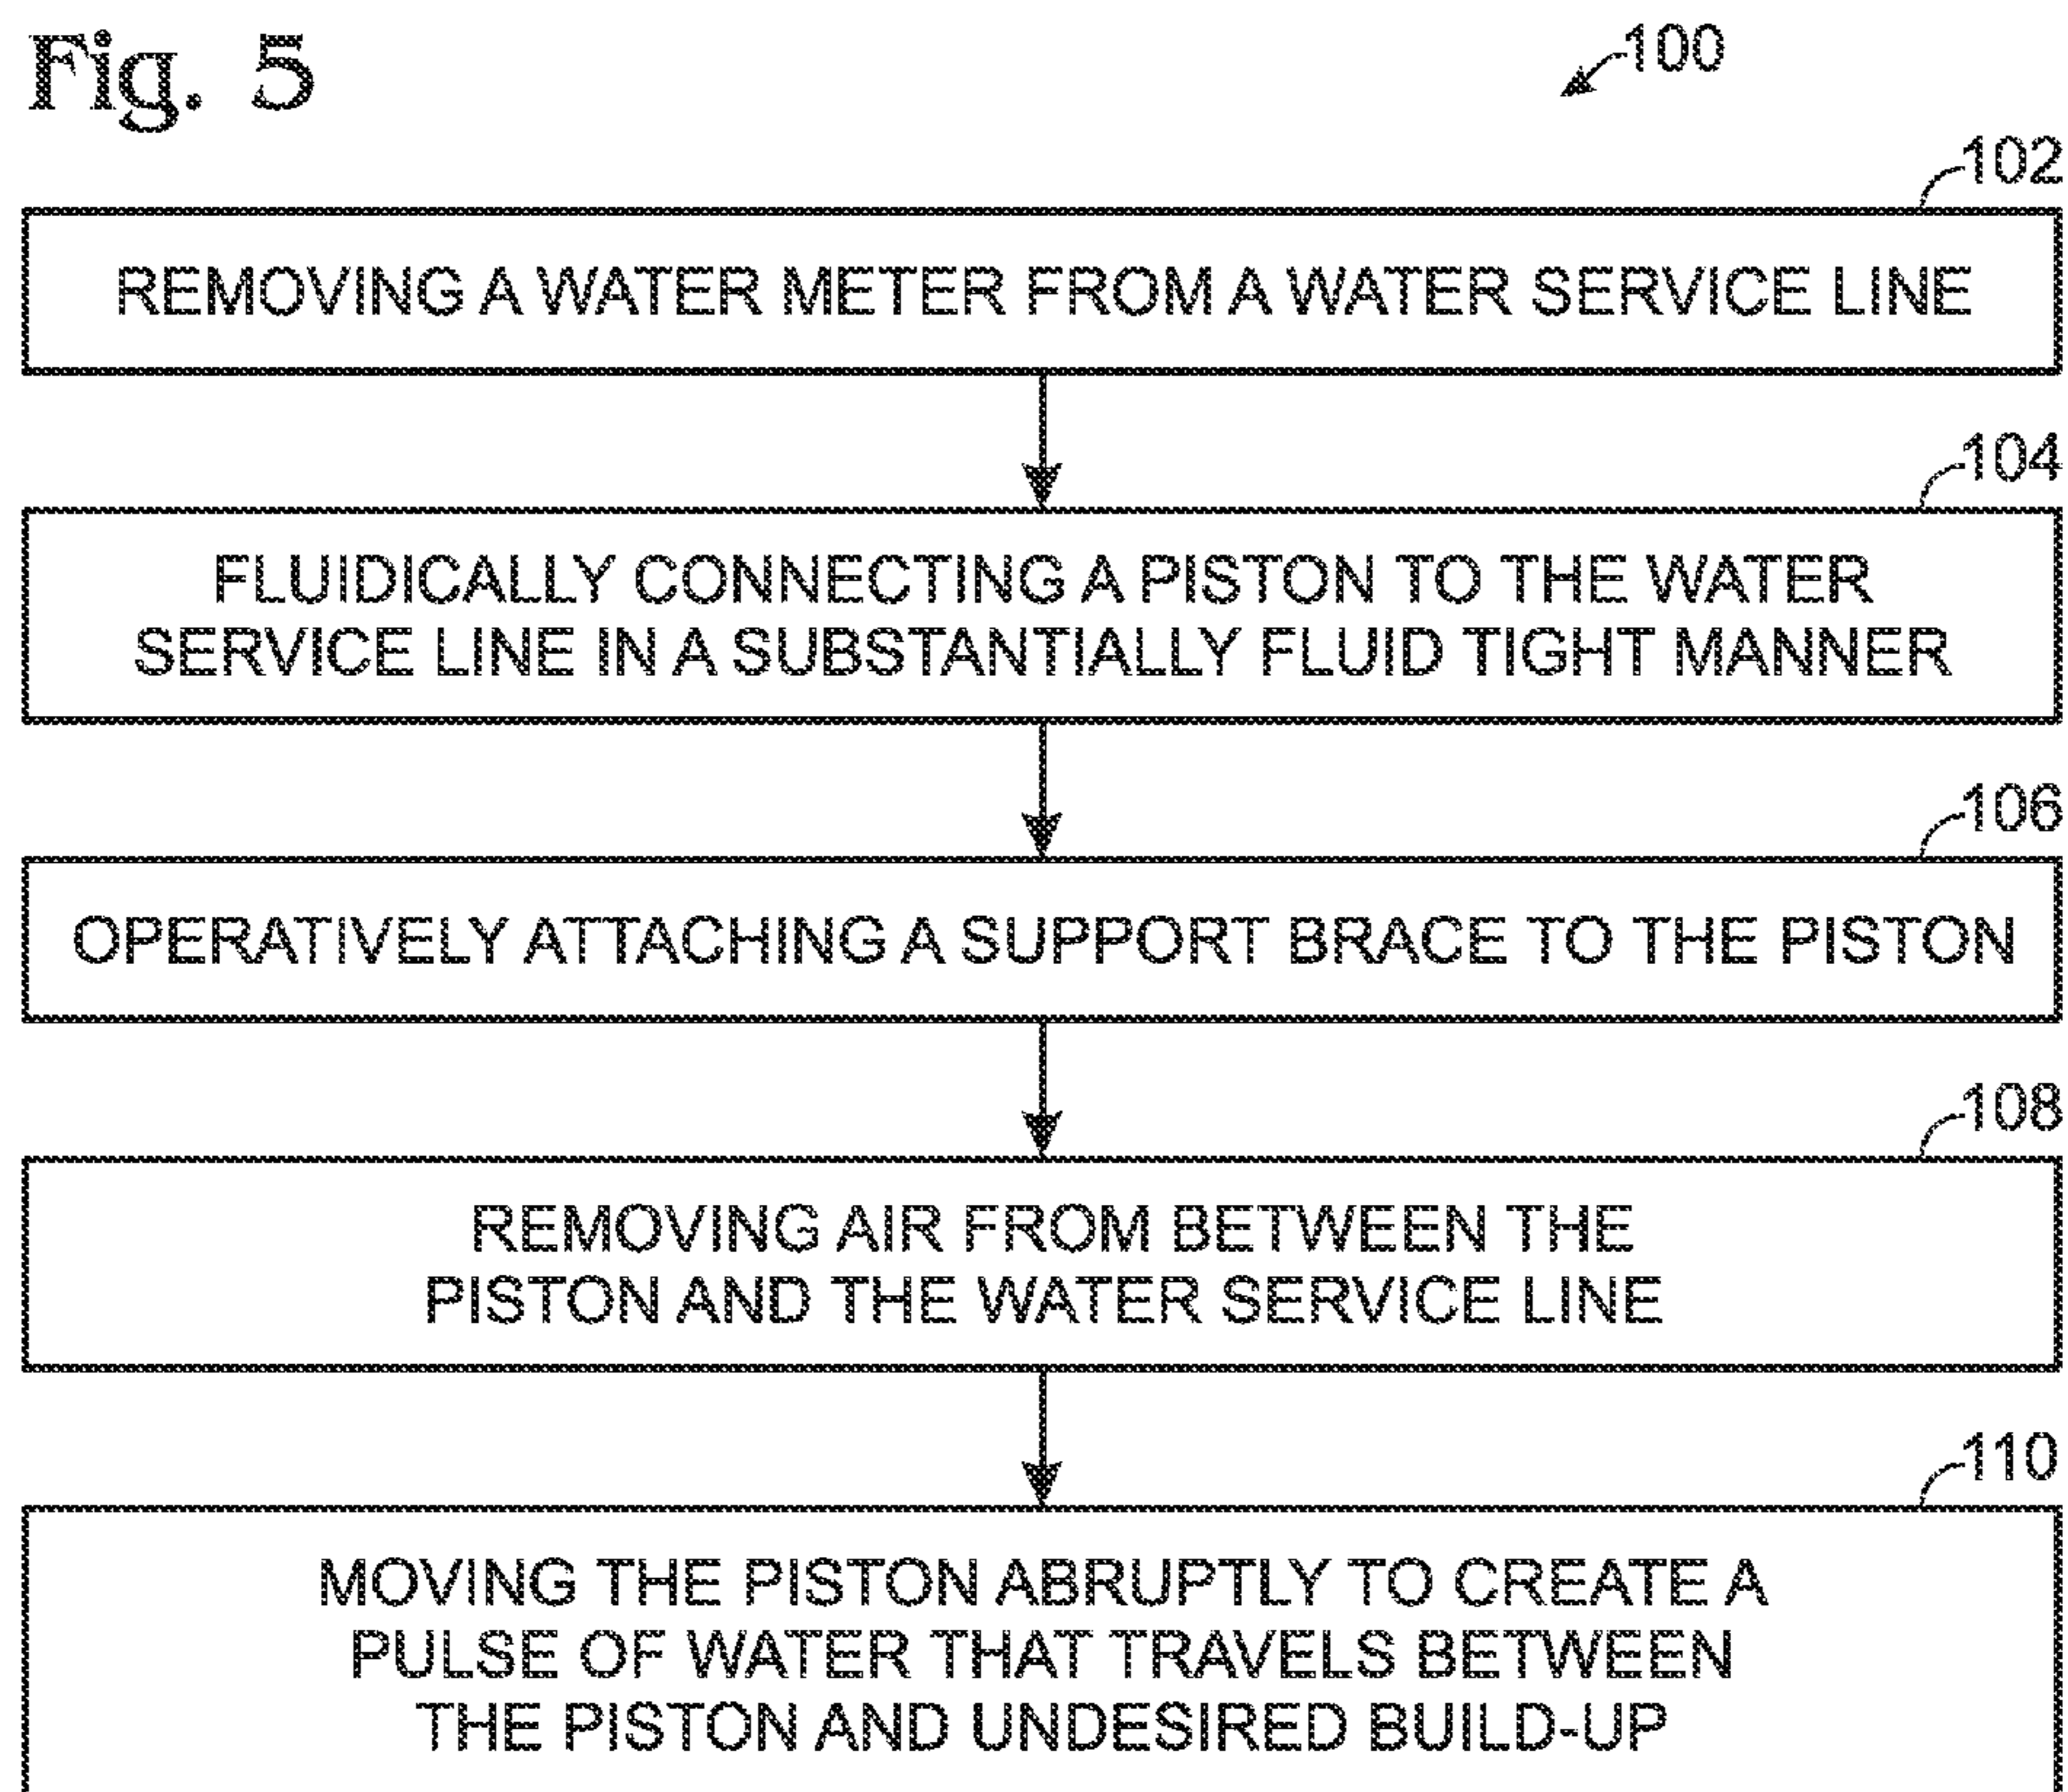 Fig. 5
100
102
REMOVING A WATER METER FROM A WATER SERVICE LINE
104
FLUIDICALLY CONNECTING A PISTON TO THE WATER
SERVICE LINE IN A SUBSTANTIALLY FLUID TIGHT MANNER
106
OPERATIVELY ATTACHING A SUPPORT BRACE TO THE PISTON
108
REMOVING AIR FROM BETWEEN THE
PISTON AND THE WATER SERVICE LINE
110
MOVING THE PISTON ABRUPTLY TO CREATE A
PULSE OF WATER THAT TRAVELS BETWEEN
THE PISTON AND UNDESIRED BUILD-UP